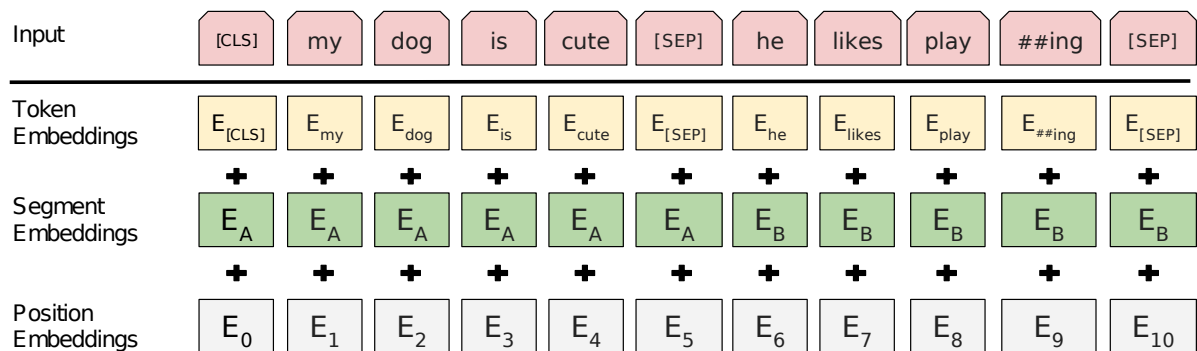 Input [CLS] my dog is cute [SEP] he likes play ##ing [SEP]
Token Embeddings E[CLS] Emy Edog Eis Ecute E[SEP] Ehe Elikes Eplay E##ing E[SEP]
+ + + + + + + + + + +
Segment Embeddings EA EA EA EA EA EA EB EB EB EB EB
+ + + + + + + + + + +
Position Embeddings E0 E1 E2 E3 E4 E5 E6 E7 E8 E9 E10